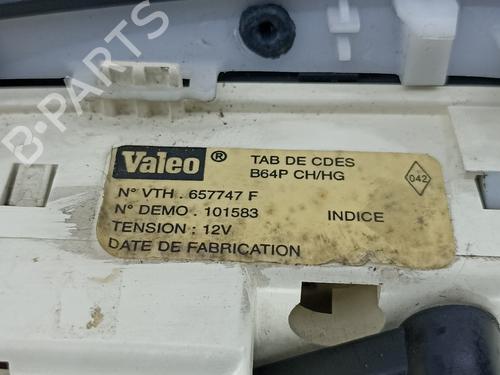 B-PARTS
Valeo ® TAB DE CDES
B64P CH/HG
042
N° VTH . 657747 F
N° DEMO . 101583 INDICE
TENSION : 12V
DATE DE FABRICATION